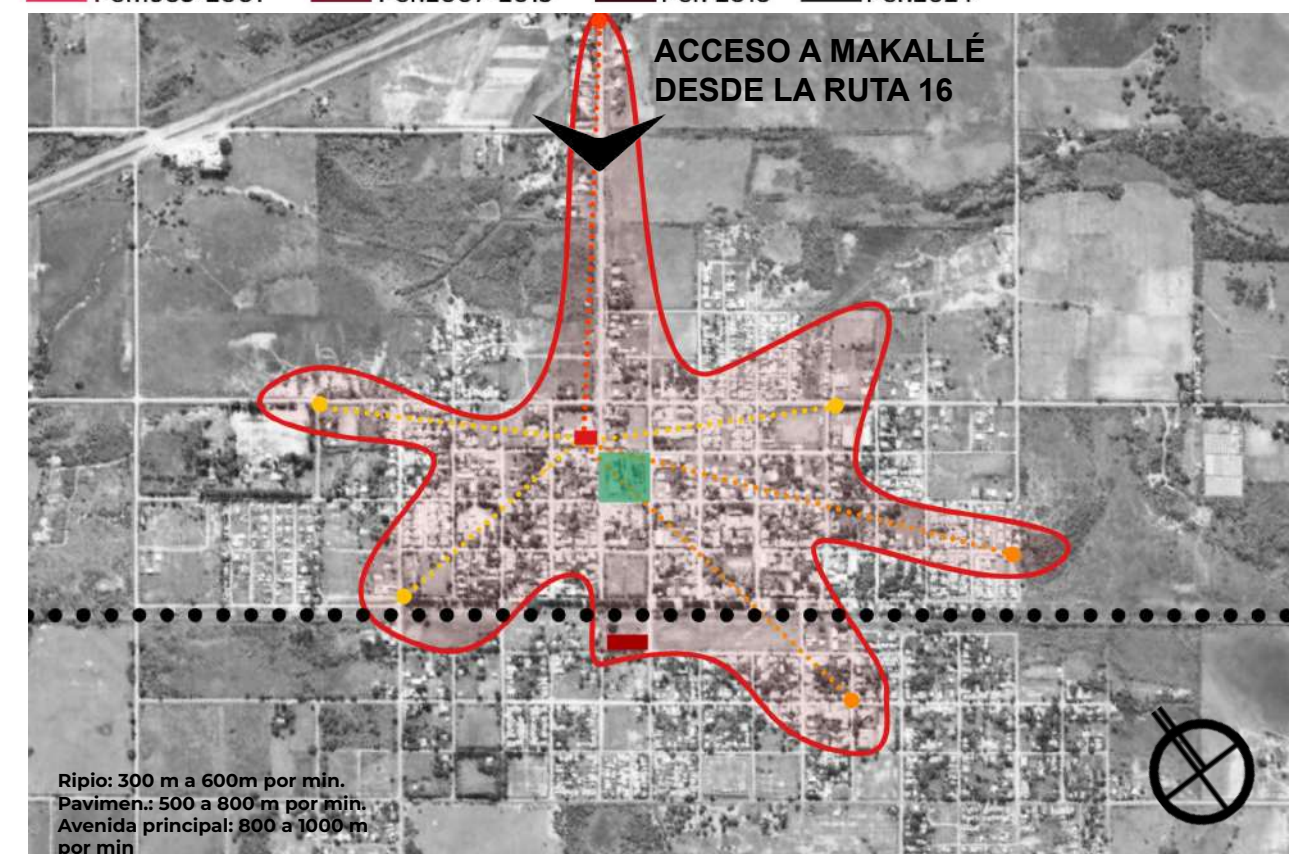 ACCESO A MAKALLÉ
DESDE LA RUTA 16
Ripio: 300 m a 600m por min.
Pavimen.: 500 a 800 m por min.
Avenida principal: 800 a 1000 m
por min